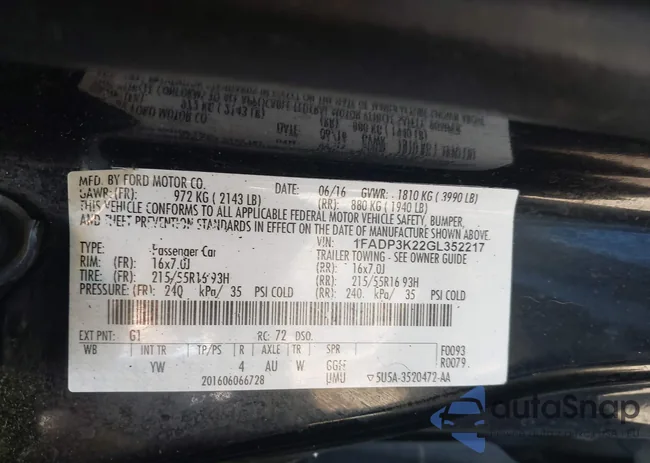 MFD. BY FORD MOTOR CO. DATE: 06/16 GVWR: 1810 KG ( 3990 LB)
GAWR: (FR): 972 KG ( 2143 LB) (RR): 880 KG (1940 LB)
THIS VEHICLE CONFORMS TO ALL APPLICABLE FEDERAL MOTOR VEHICLE SAFETY, BUMPER,
AND THEFT PREVENTION STANDARDS IN EFFECT ON THE DATE OF MANUFACTURE SHOWN ABOVE.
VIN: 1FADP3K22GL352217
TYPE: Passenger Car TRAILER TOWING - SEE OWNER GUIDE
RIM: 16x7.0J 16x7.0J
TIRE: (FR): 215/55R16 93H (RR): 215/55R16 93H
PRESSURE: (FR): 240 kPa/ 35 PSI COLD (RR): 240 kPa/ 35 PSI COLD
EXT PNT: G1 RC: 72 DSO:
WB INT TR TP/PS R AXLE TR SPR F0093
YW 4 AU W GGFF R0079
201606066728 UMU 5U5A-3520472-AA
autoSnap